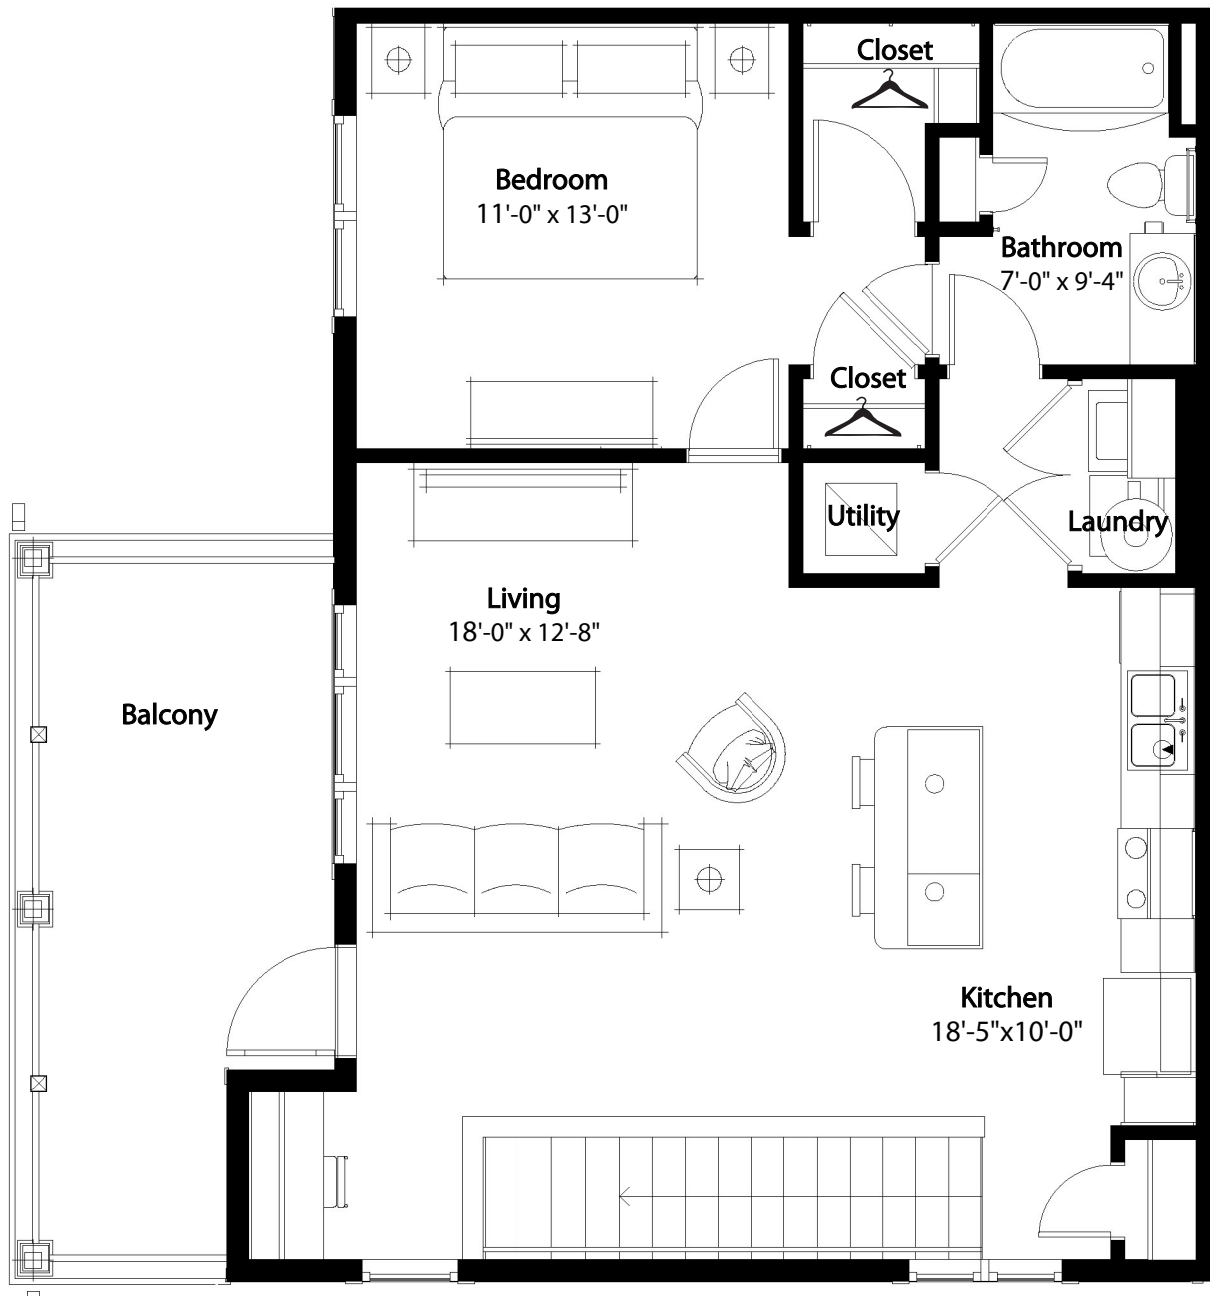 Closet
Bedroom
11'-0" x 13'-0"
Bathroom
7'-0" x 9'-4"
Closet
Utility
Laundry
Living
18'-0" x 12'-8"
Balcony
Kitchen
18'-5"x10'-0"